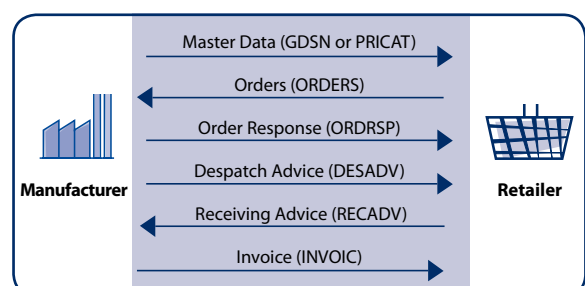 Master Data (GDSN or PRICAT)
Orders (ORDERS)
Order Response (ORDRSP)
Despatch Advice (DESADV)
Manufacturer
Retailer
Receiving Advice (RECADV)
Invoice (INVOIC)